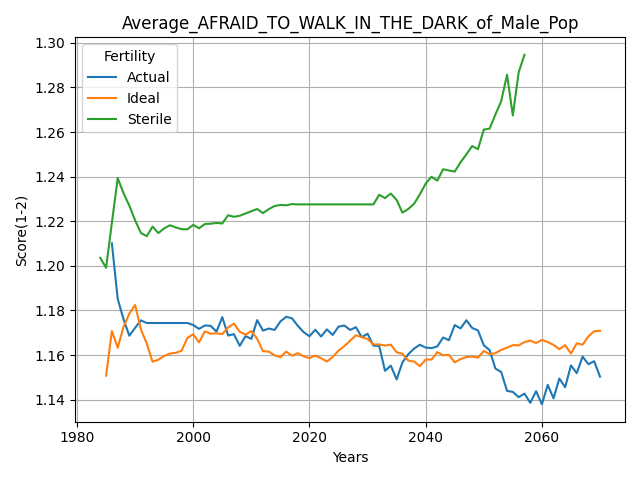 Average_AFRAID_TO_WALK_IN_THE_DARK_of_Male_Pop
Fertility
Actual
Ideal
Sterile
Score(1-2)
1.30
1.28
1.26
1.24
1.22
1.20
1.18
1.16
1.14
1980
2000
2020
2040
2060
Years